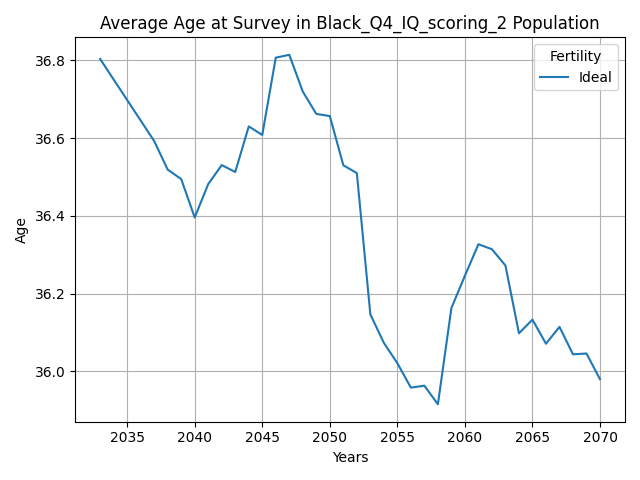 Average Age at Survey in Black_Q4_IQ_scoring_2 Population
Fertility
Ideal
36.8
36.6
36.4
36.2
36.0
Age
2035 2040 2045 2050 2055 2060 2065 2070
Years